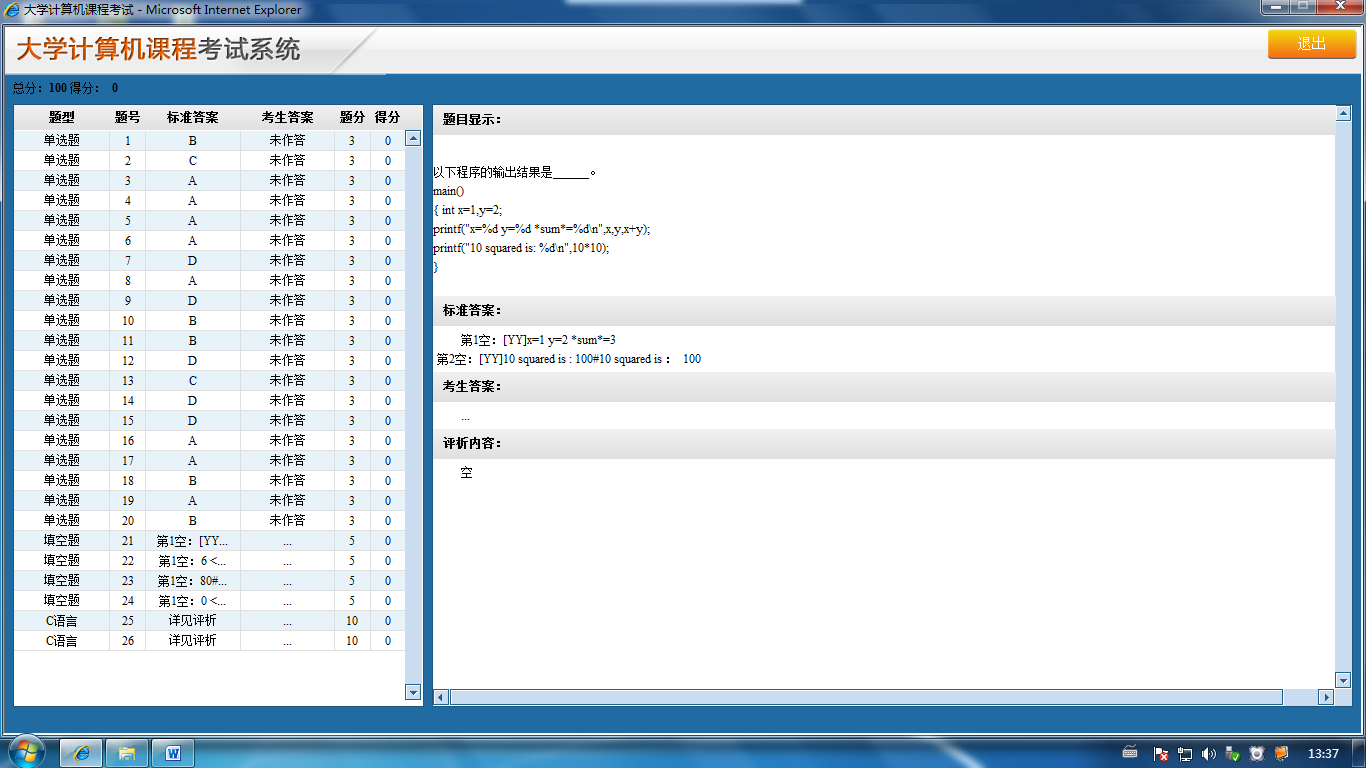 大学计算机课程考试 - Microsoft Internet Explorer
大学计算机课程考试系统
退出
总分：100 得分： 0
题型 题号 标准答案 考生答案 题分 得分
单选题 1 B 未作答 3 0
单选题 2 C 未作答 3 0
单选题 3 A 未作答 3 0
单选题 4 A 未作答 3 0
单选题 5 A 未作答 3 0
单选题 6 A 未作答 3 0
单选题 7 D 未作答 3 0
单选题 8 A 未作答 3 0
单选题 9 D 未作答 3 0
单选题 10 B 未作答 3 0
单选题 11 B 未作答 3 0
单选题 12 D 未作答 3 0
单选题 13 C 未作答 3 0
单选题 14 D 未作答 3 0
单选题 15 D 未作答 3 0
单选题 16 A 未作答 3 0
单选题 17 A 未作答 3 0
单选题 18 B 未作答 3 0
单选题 19 A 未作答 3 0
单选题 20 B 未作答 3 0
填空题 21 第1空：[YY... ... 5 0
填空题 22 第1空：6 <... ... 5 0
填空题 23 第1空：80#... ... 5 0
填空题 24 第1空：0 <... ... 5 0
C语言 25 详见评析 ... 10 0
C语言 26 详见评析 ... 10 0
题目显示：
以下程序的输出结果是______。
main()
{ int x=1,y=2;
printf("x=%d y=%d *sum*=%d\n",x,y,x+y);
printf("10 squared is: %d\n",10*10);
}
标准答案：
第1空：[YY]x=1 y=2 *sum*=3
第2空：[YY]10 squared is : 100#10 squared is ： 100
考生答案：
...
评析内容：
空
13:37